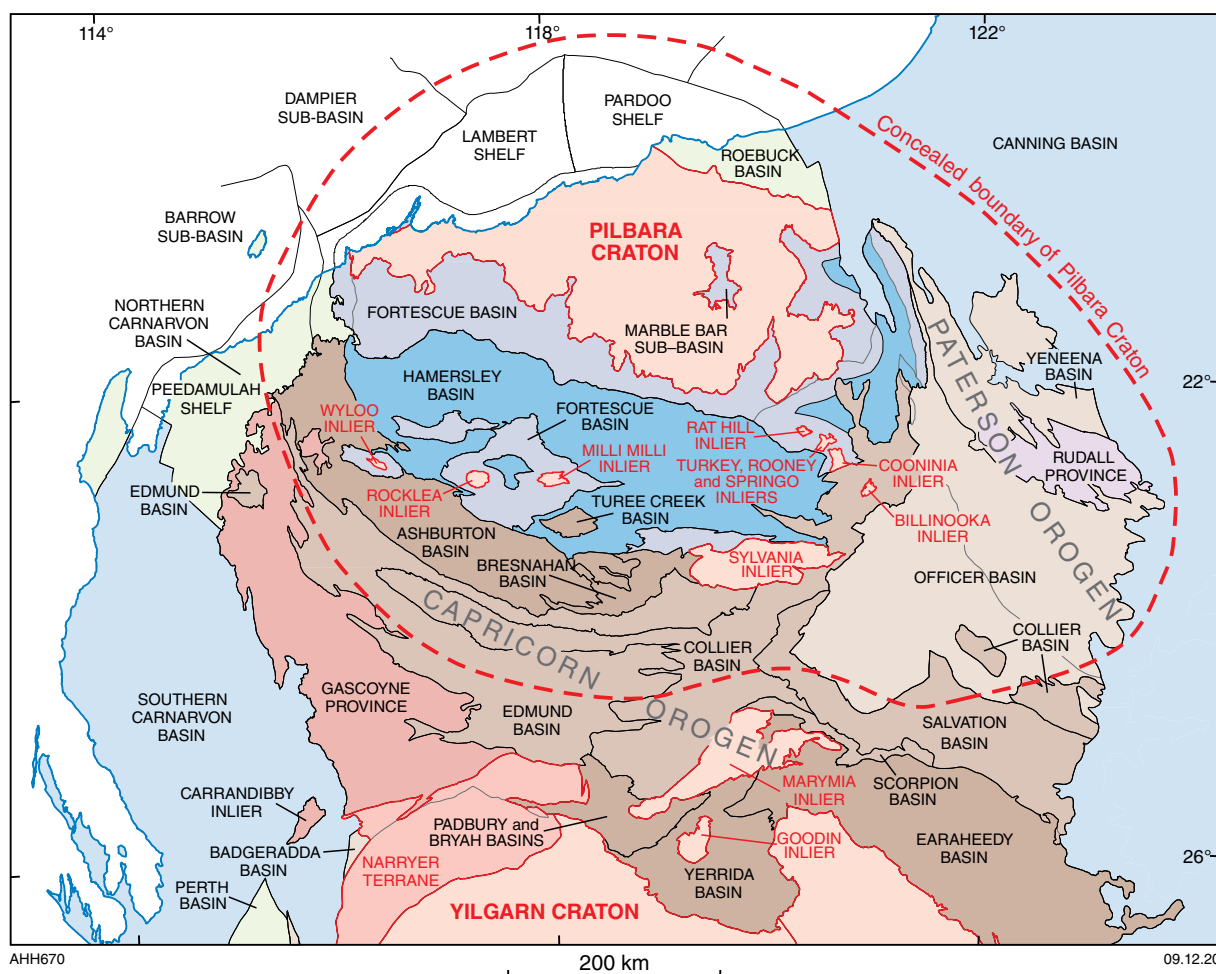 114°
118°
122°
DAMPIER
SUB-BASIN
LAMBERT
SHELF
PARDOO
SHELF
ROEBUCK
BASIN
CANNING BASIN
Concealed boundary of Pilbara Craton
BARROW
SUB-BASIN
PILBARA
CRATON
NORTHERN
CARNARVON
BASIN
FORTESCUE BASIN
MARBLE BAR
SUB–BASIN
PATERSON OROGEN
YENEENA
BASIN
22°
PEEDAMULAH
SHELF
HAMERSLEY
BASIN
WYLOO
INLIER
FORTESCUE
BASIN
RAT HILL
INLIER
MILLI MILLI
INLIER
TURKEY, ROONEY
and SPRINGO
INLIERS
COONINIA
INLIER
RUDALL
PROVINCE
EDMUND
BASIN
ROCKLEA
INLIER
TUREE CREEK
BASIN
BILLINOOKA
INLIER
ASHBURTON
BASIN
BRESNAHAN
BASIN
SYLVANIA
INLIER
OFFICER BASIN
CAPRICORN OROGEN
COLLIER
BASIN
COLLIER
BASIN
SOUTHERN
CARNARVON
BASIN
GASCOYNE
PROVINCE
EDMUND
BASIN
SALVATION
BASIN
CARRANDIBBY
INLIER
MARYMIA
INLIER
SCORPION
BASIN
PADBURY and
BRYAH BASINS
GOODIN
INLIER
EARAHEEDY
BASIN
BADGERADDA
BASIN
NARRYER
TERRANE
26°
PERTH
BASIN
YERRIDA
BASIN
YILGARN CRATON
AHH670
200 km
09.12.20